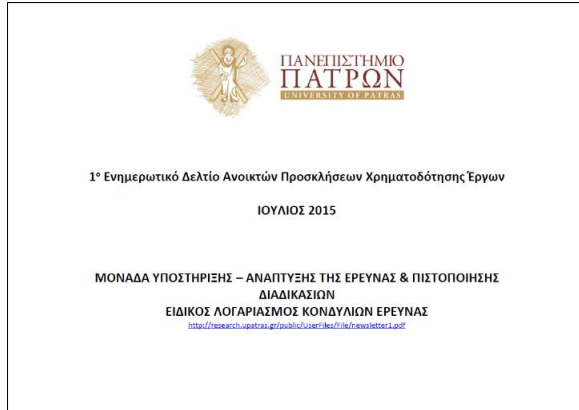 ΠΑΝΕΠΙΣΤΗΜΙΟ
ΠΑΤΡΩΝ
UNIVERSITY OF PATRAS
1º Ενημερωτικό Δελτίο Ανοικτών Προσκλήσεων Χρηματοδότησης Έργων
ΙΟΥΛΙΟΣ 2015
ΜΟΝΑΔΑ ΥΠΟΣΤΗΡΙΞΗΣ – ΑΝΑΠΤΥΞΗΣ ΤΗΣ ΕΡΕΥΝΑΣ & ΠΙΣΤΟΠΟΙΗΣΗΣ
ΔΙΑΔΙΚΑΣΙΩΝ
ΕΙΔΙΚΟΣ ΛΟΓΑΡΙΑΣΜΟΣ ΚΟΝΔΥΛΙΩΝ ΕΡΕΥΝΑΣ
http://research.upatras.gr/public/UserFiles/File/newsletter1.pdf